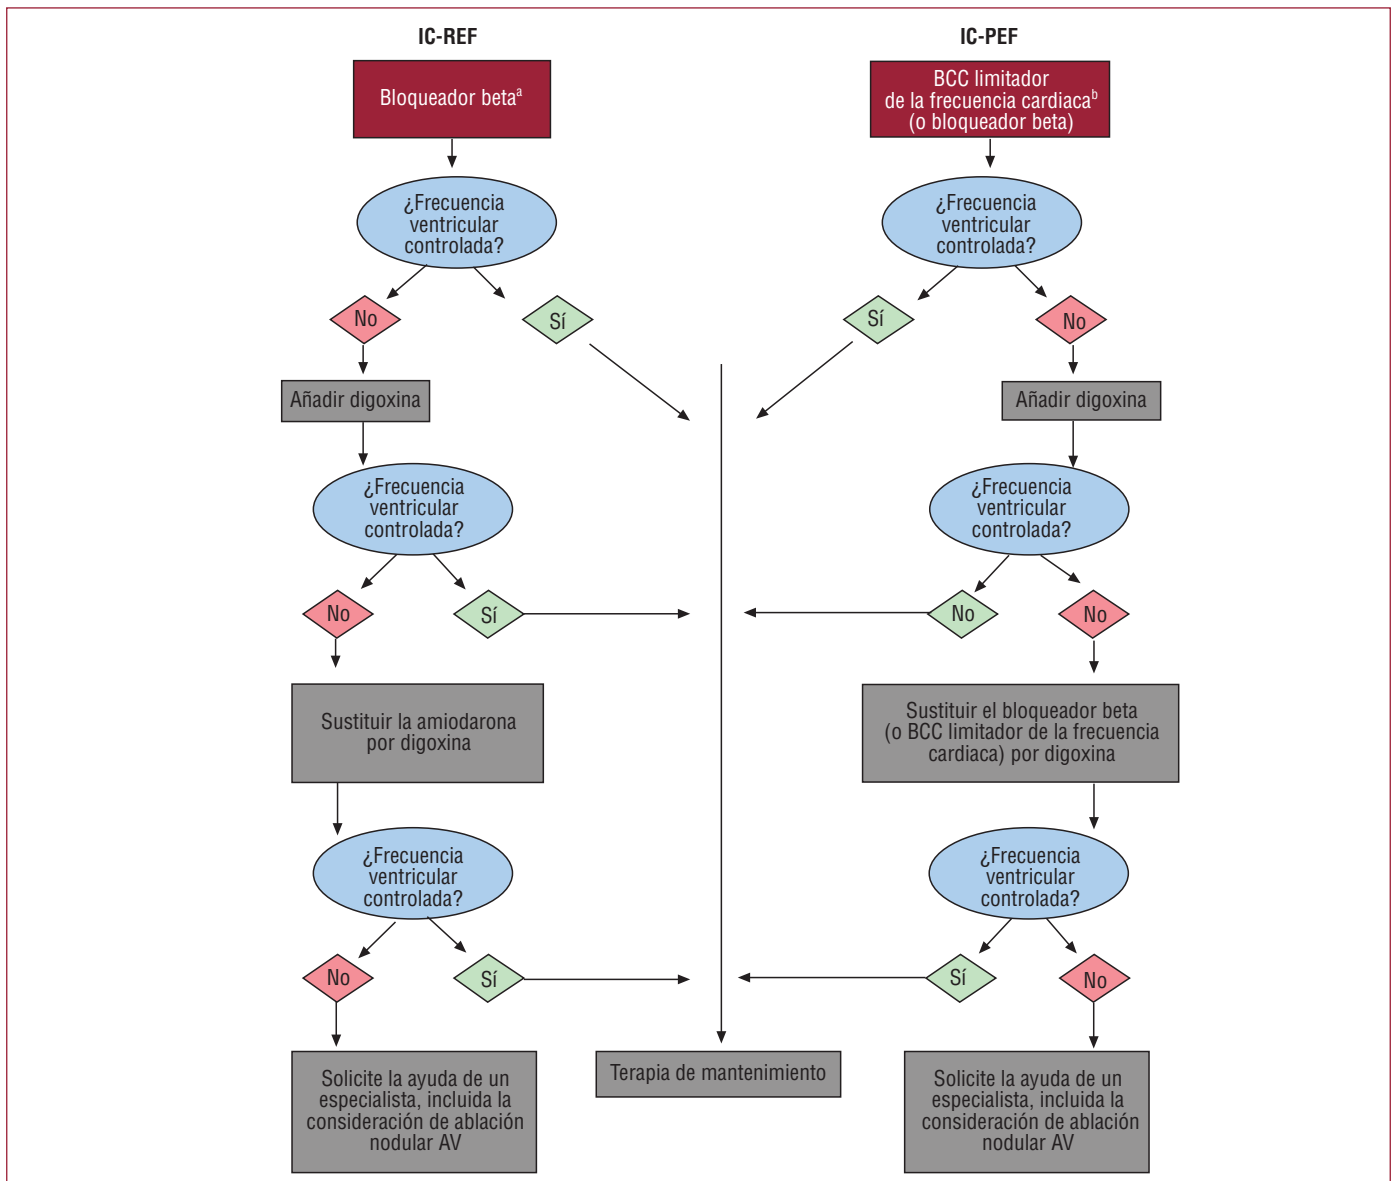 IC-REF
IC-PEF
Bloqueador betaᵃ
BCC limitador
de la frecuencia cardiacaᵇ
(o bloqueador beta)
¿Frecuencia
ventricular
controlada?
¿Frecuencia
ventricular
controlada?
No
Sí
Sí
No
Añadir digoxina
Añadir digoxina
¿Frecuencia
ventricular
controlada?
¿Frecuencia
ventricular
controlada?
No
Sí
No
No
Sustituir la amiodarona
por digoxina
Sustituir el bloqueador beta
(o BCC limitador de la frecuencia
cardiaca) por digoxina
¿Frecuencia
ventricular
controlada?
¿Frecuencia
ventricular
controlada?
No
Sí
Sí
No
Solicite la ayuda de un
especialista, incluida la
consideración de ablación
nodular AV
Terapia de mantenimiento
Solicite la ayuda de un
especialista, incluida la
consideración de ablación
nodular AV